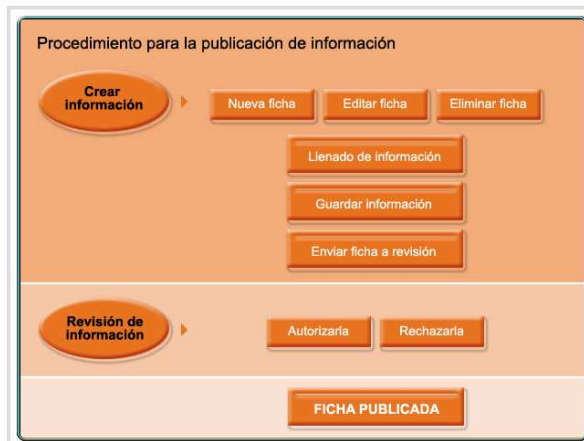 Procedimiento para la publicación de información
Crear
información
Nueva ficha
Editar ficha
Eliminar ficha
Llenado de información
Guardar información
Enviar ficha a revisión
Revisión de
información
Autorizarla
Rechazarla
FICHA PUBLICADA